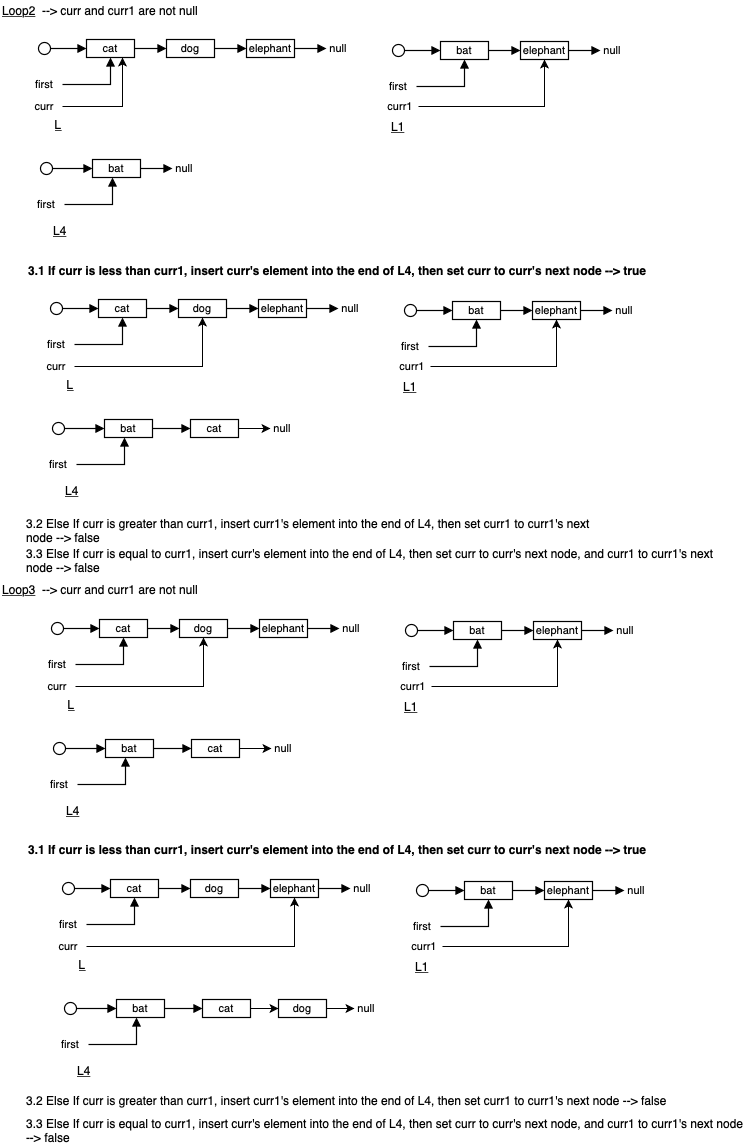 Loop2 --> curr and curr1 are not null
cat dog elephant null bat elephant null
first first
curr curr1
L L1
bat null
first
L4
3.1 If curr is less than curr1, insert curr's element into the end of L4, then set curr to curr's next node --> true
cat dog elephant null bat elephant null
first first
curr curr1
L L1
bat cat null
first
L4
3.2 Else If curr is greater than curr1, insert curr1's element into the end of L4, then set curr1 to curr1's next
node --> false
3.3 Else If curr is equal to curr1, insert curr's element into the end of L4, then set curr to curr's next node, and curr1 to curr1's next
node --> false
Loop3 --> curr and curr1 are not null
cat dog elephant null bat elephant null
first first
curr curr1
L L1
bat cat null
first
L4
3.1 If curr is less than curr1, insert curr's element into the end of L4, then set curr to curr's next node --> true
cat dog elephant null bat elephant null
first first
curr curr1
L L1
bat cat dog null
first
L4
3.2 Else If curr is greater than curr1, insert curr1's element into the end of L4, then set curr1 to curr1's next node --> false
3.3 Else If curr is equal to curr1, insert curr's element into the end of L4, then set curr to curr's next node, and curr1 to curr1's next node
--> false